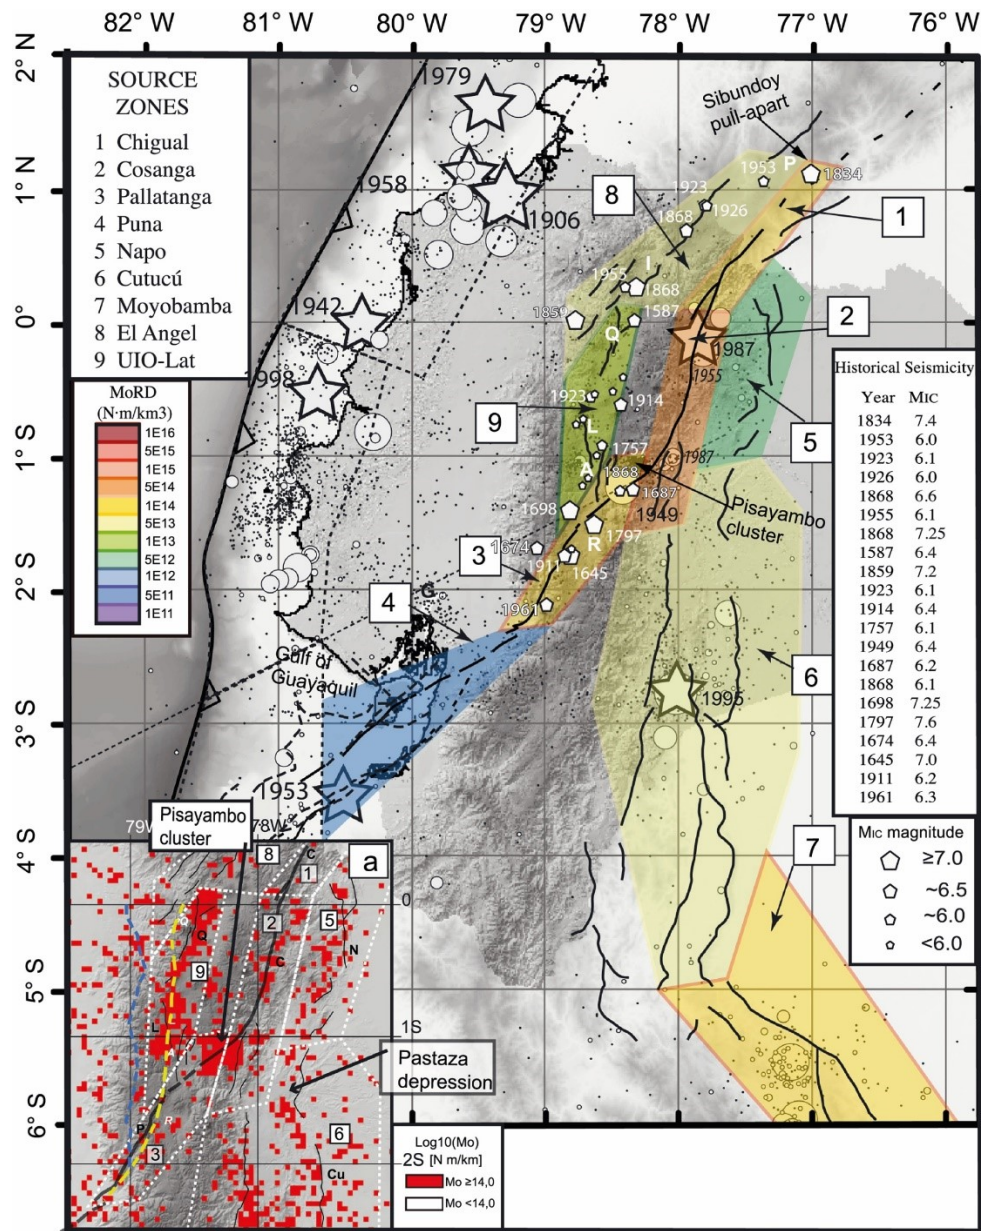 82° W 81° W 80° W 79° W 78° W 77° W 76° W
2° N
1° N
0°
1° S
2° S
3° S
4° S
5° S
6° S
SOURCE
ZONES
1 Chigual
2 Cosanga
3 Pallatanga
4 Puna
5 Napo
6 Cutucú
7 Moyobamba
8 El Angel
9 UIO-Lat
MoRD
(N·m/km3)
1E16
5E15
1E15
5E14
1E14
5E13
1E13
5E12
1E12
5E11
1E11
1979
1958
1906
1942
1998
1953
Sibundoy
pull-apart
P
1953
1834
1923
1926
1868
8
1
I
1955
1868
1859
1587
Q
2
1987
1955
1923
1914
9
L
5
1757
1987
A
1868
1687
1698
1949
Pisayambo
cluster
1797
R
1674
3
1911
1645
1961
4
G
Gulf of
Guayaquil
6
1995
7
Historical Seismicity
Year MIC
1834 7.4
1953 6.0
1923 6.1
1926 6.0
1868 6.6
1955 6.1
1868 7.25
1587 6.4
1859 7.2
1923 6.1
1914 6.4
1757 6.1
1949 6.4
1687 6.2
1868 6.1
1698 7.25
1797 7.6
1674 6.4
1645 7.0
1911 6.2
1961 6.3
MIC magnitude
≥7.0
~6.5
~6.0
<6.0
Pisayambo
cluster
79W
78W
8
C
1
a
0
2
5
Q
9
C
N
L
1S
Pastaza
depression
P
R
3
6
Cu
Log10(Mo)
2S [N m/km]
Mo ≥14,0
Mo <14,0